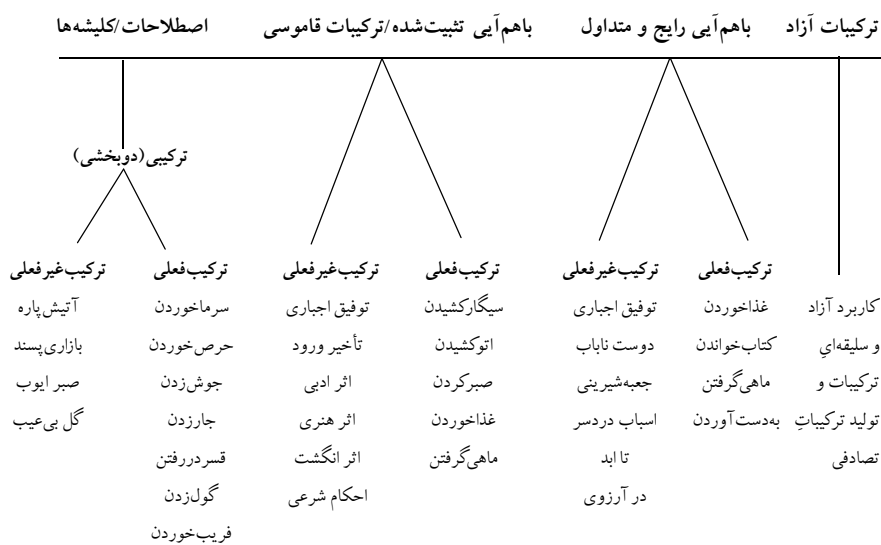 ترکیبات آزاد
باهم‌آیی رایج و متداول
باهم‌آیی تثبیت‌شده/ترکیبات قاموسی
اصطلاحات/کلیشه‌ها
کاربرد آزاد
و سلیقه‌ایِ
ترکیبات و
تولید ترکیباتِ
تصادفی
ترکیب‌فعلی
غذاخوردن
کتاب‌خواندن
ماهی‌گرفتن
به‌دست‌آوردن
ترکیب‌غیرفعلی
توفیق اجباری
دوست ناباب
جعبه‌شیرینی
اسباب دردسر
تا ابد
در آرزوی
ترکیب‌فعلی
سیگارکشیدن
اتوکشیدن
صبرکردن
غذاخوردن
ماهی‌گرفتن
ترکیب‌غیرفعلی
توفیق اجباری
تأخیر ورود
اثر ادبی
اثر هنری
اثر انگشت
احکام شرعی
ترکیبی(دوبخشی)
ترکیب‌فعلی
سرماخوردن
حرص‌خوردن
جوش‌زدن
جارزدن
قسردررفتن
گول‌زدن
فریب‌خوردن
ترکیب‌غیرفعلی
آتیش‌پاره
بازاری‌پسند
صبر ایوب
گل بی‌عیب